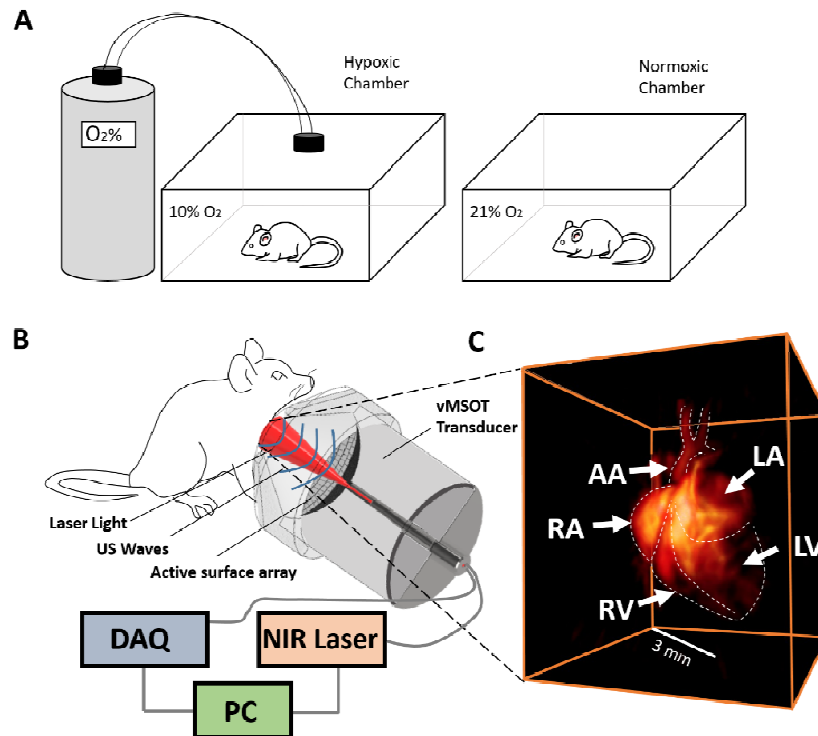 A
Hypoxic
Chamber
Normoxic
Chamber
O₂%
10% O₂
21% O₂
B
C
vMSOT
Transducer
Laser Light
US Waves
Active surface array
DAQ
NIR Laser
PC
AA
LA
RA
LV
RV
3 mm